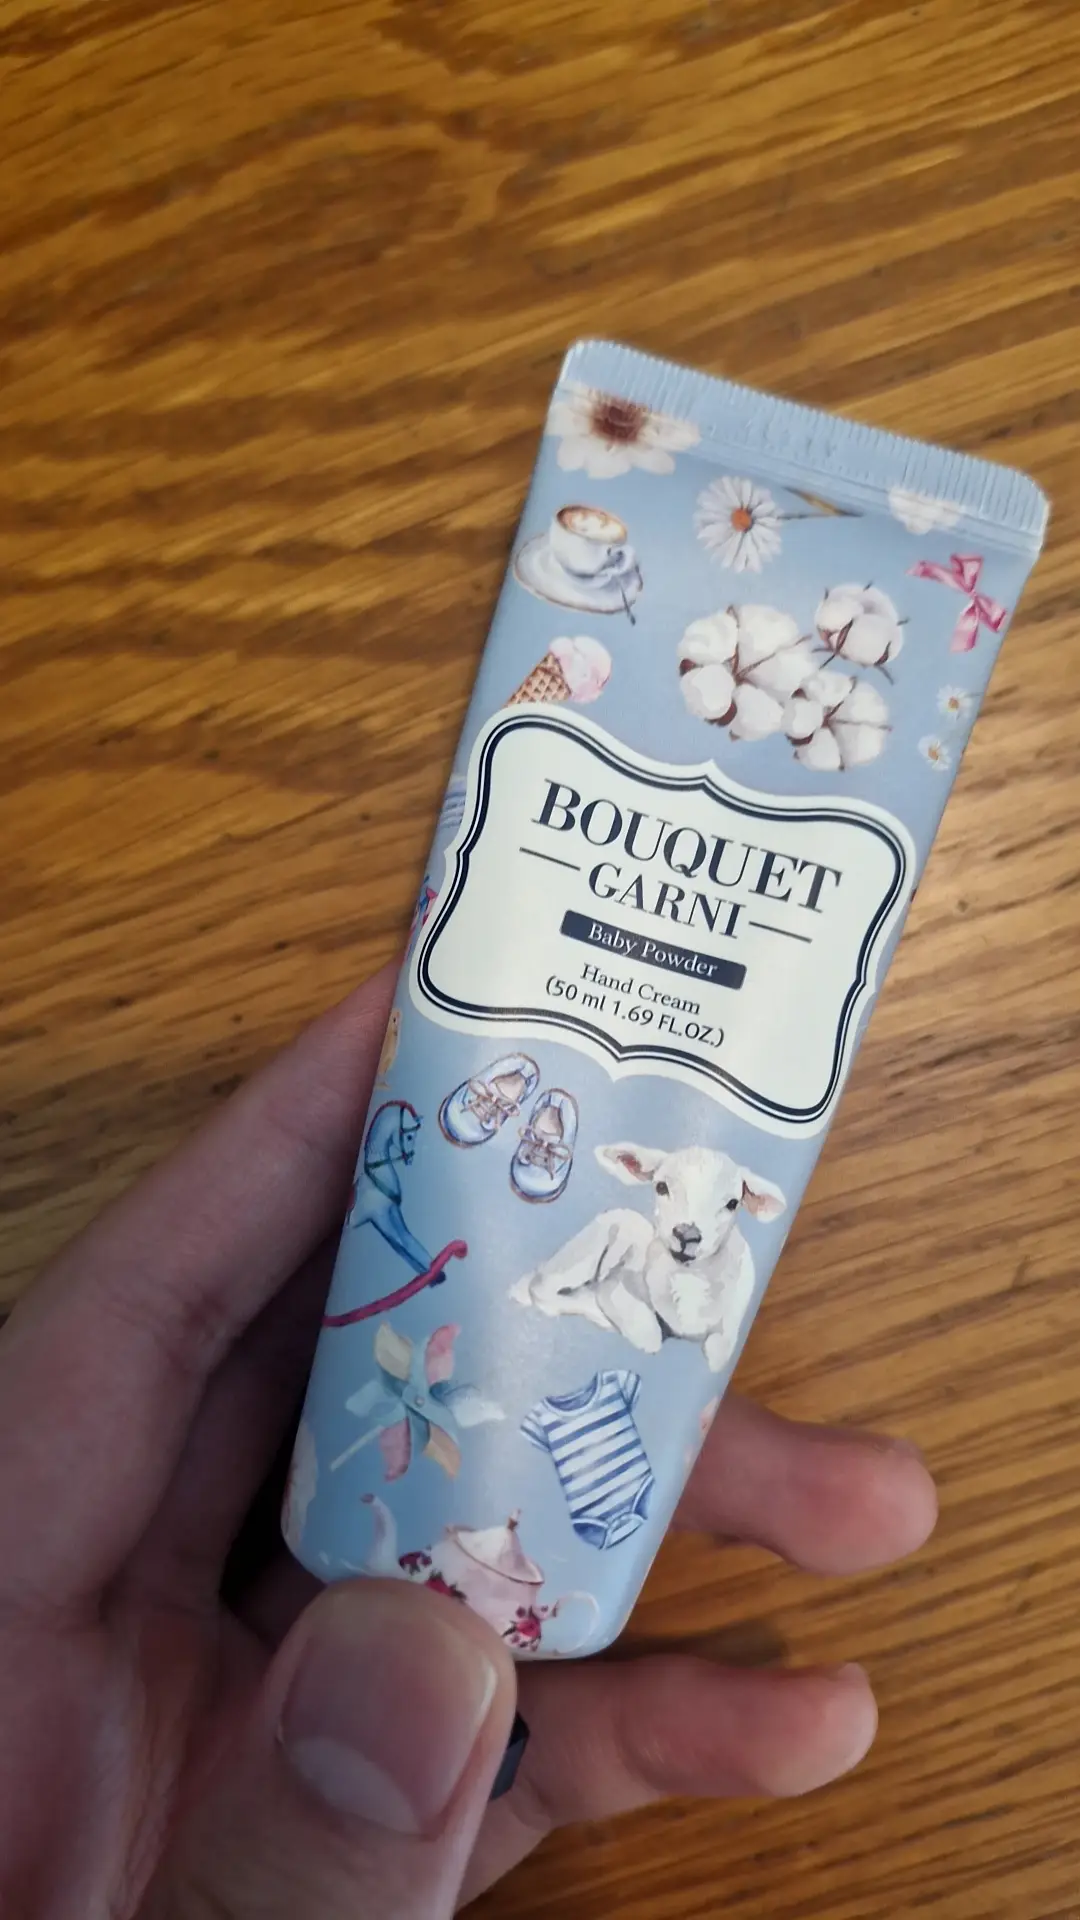 BOUQUET
GARNI
Baby Powder
Hand Cream
(50 ml 1.69 FL.OZ.)